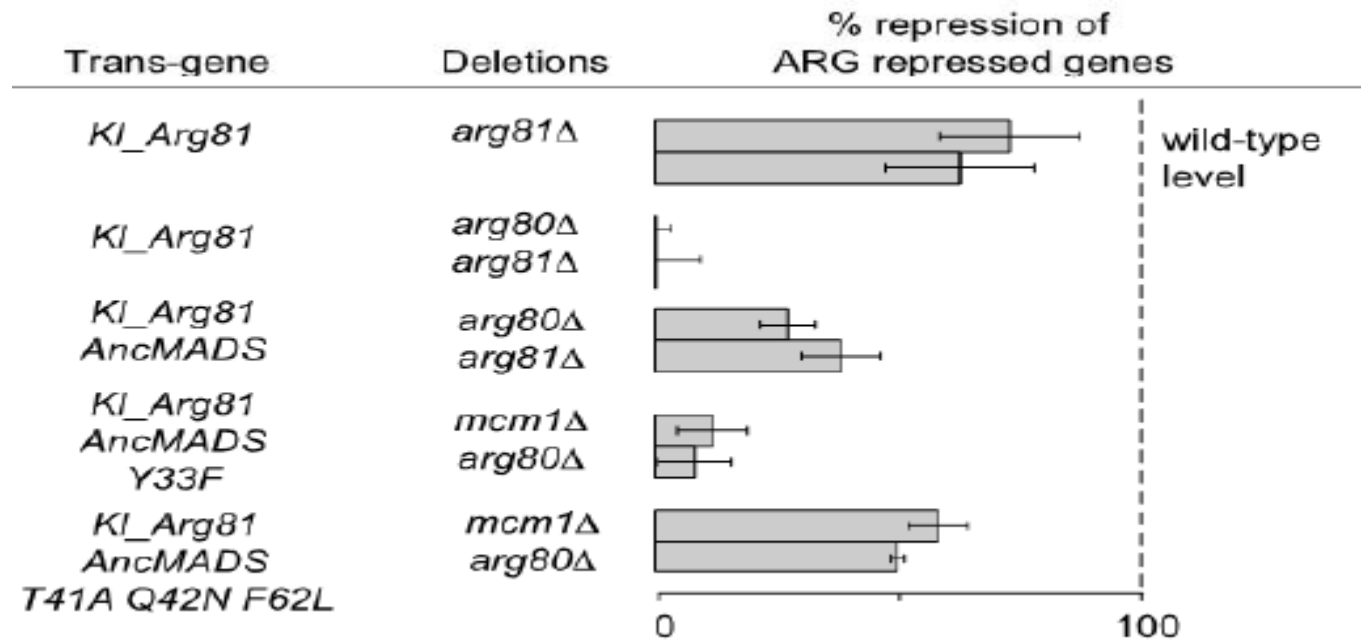 % repression of
Trans-gene Deletions ARG repressed genes
Kl_Arg81 arg81Δ wild-type
level
Kl_Arg81 arg80Δ
arg81Δ
Kl_Arg81 arg80Δ
AncMADS arg81Δ
Kl_Arg81 mcm1Δ
AncMADS arg80Δ
Y33F
Kl_Arg81 mcm1Δ
AncMADS arg80Δ
T41A Q42N F62L
0 100